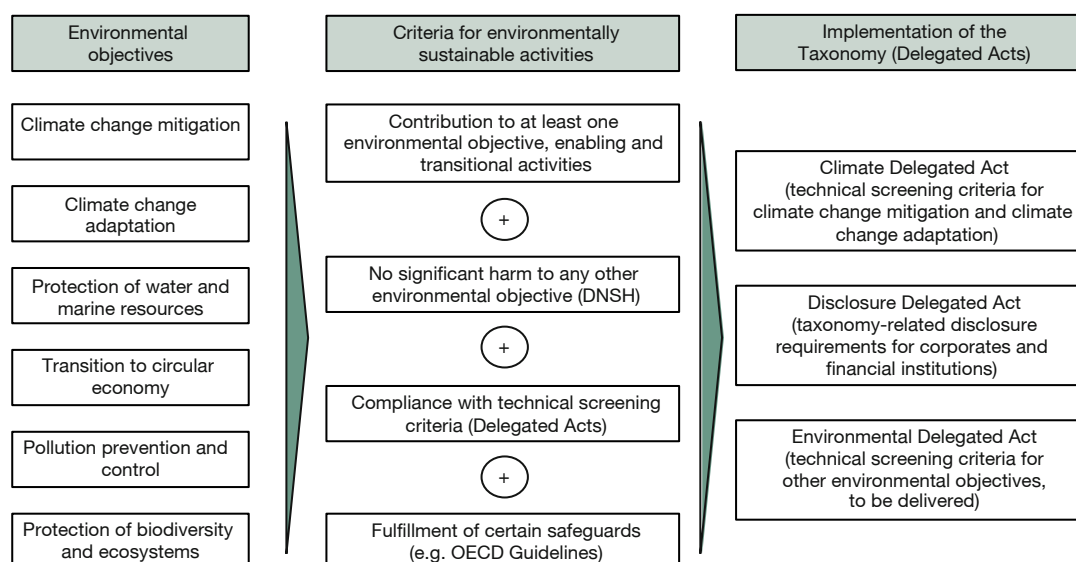 Environmental
objectives
Climate change mitigation
Climate change
adaptation
Protection of water and
marine resources
Transition to circular
economy
Pollution prevention and
control
Protection of biodiversity
and ecosystems
Criteria for environmentally
sustainable activities
Contribution to at least one
environmental objective, enabling and
transitional activities
+
No significant harm to any other
environmental objective (DNSH)
+
Compliance with technical screening
criteria (Delegated Acts)
+
Fulfillment of certain safeguards
(e.g. OECD Guidelines)
Implementation of the
Taxonomy (Delegated Acts)
Climate Delegated Act
(technical screening criteria for
climate change mitigation and climate
change adaptation)
Disclosure Delegated Act
(taxonomy-related disclosure
requirements for corporates and
financial institutions)
Environmental Delegated Act
(technical screening criteria for
other environmental objectives,
to be delivered)